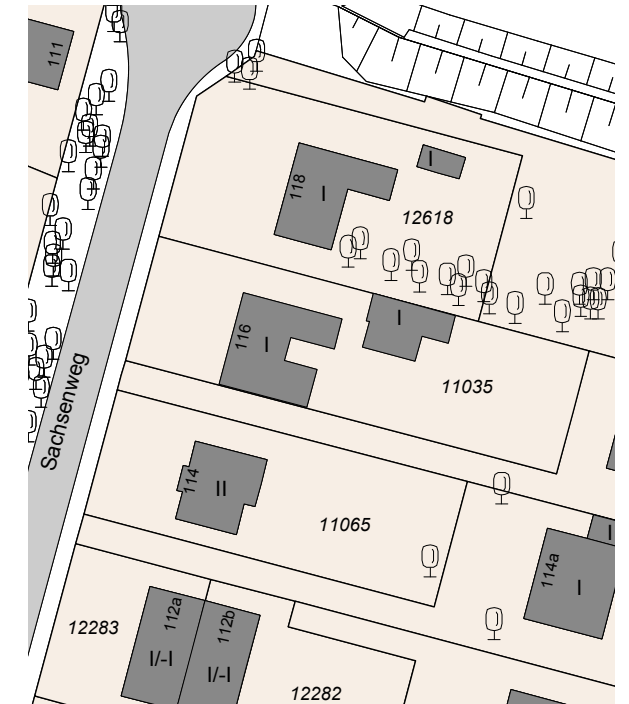 111
118
I
I
12618
116
I
I
11035
Sachsenweg
114
II
11065
114a
I
I
12283
112a
112b
I/-I
I/-I
12282